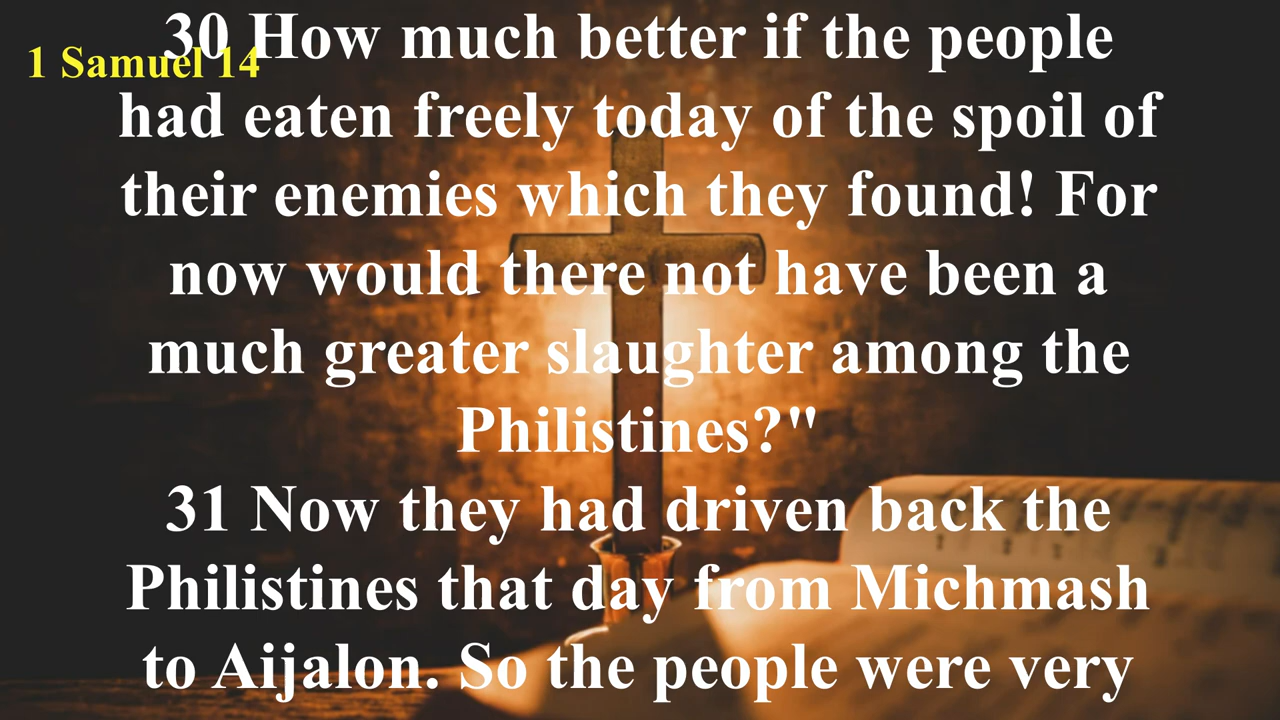 1 Samuel 14
30 How much better if the people
had eaten freely today of the spoil of
their enemies which they found! For
now would there not have been a
much greater slaughter among the
Philistines?"
31 Now they had driven back the
Philistines that day from Michmash
to Aijalon. So the people were very